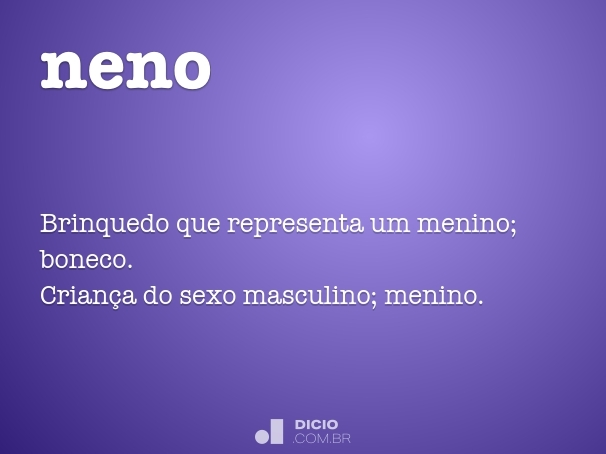 neno
Brinquedo que representa um menino;
boneco.
Criança do sexo masculino; menino.
DICIO
.COM.BR